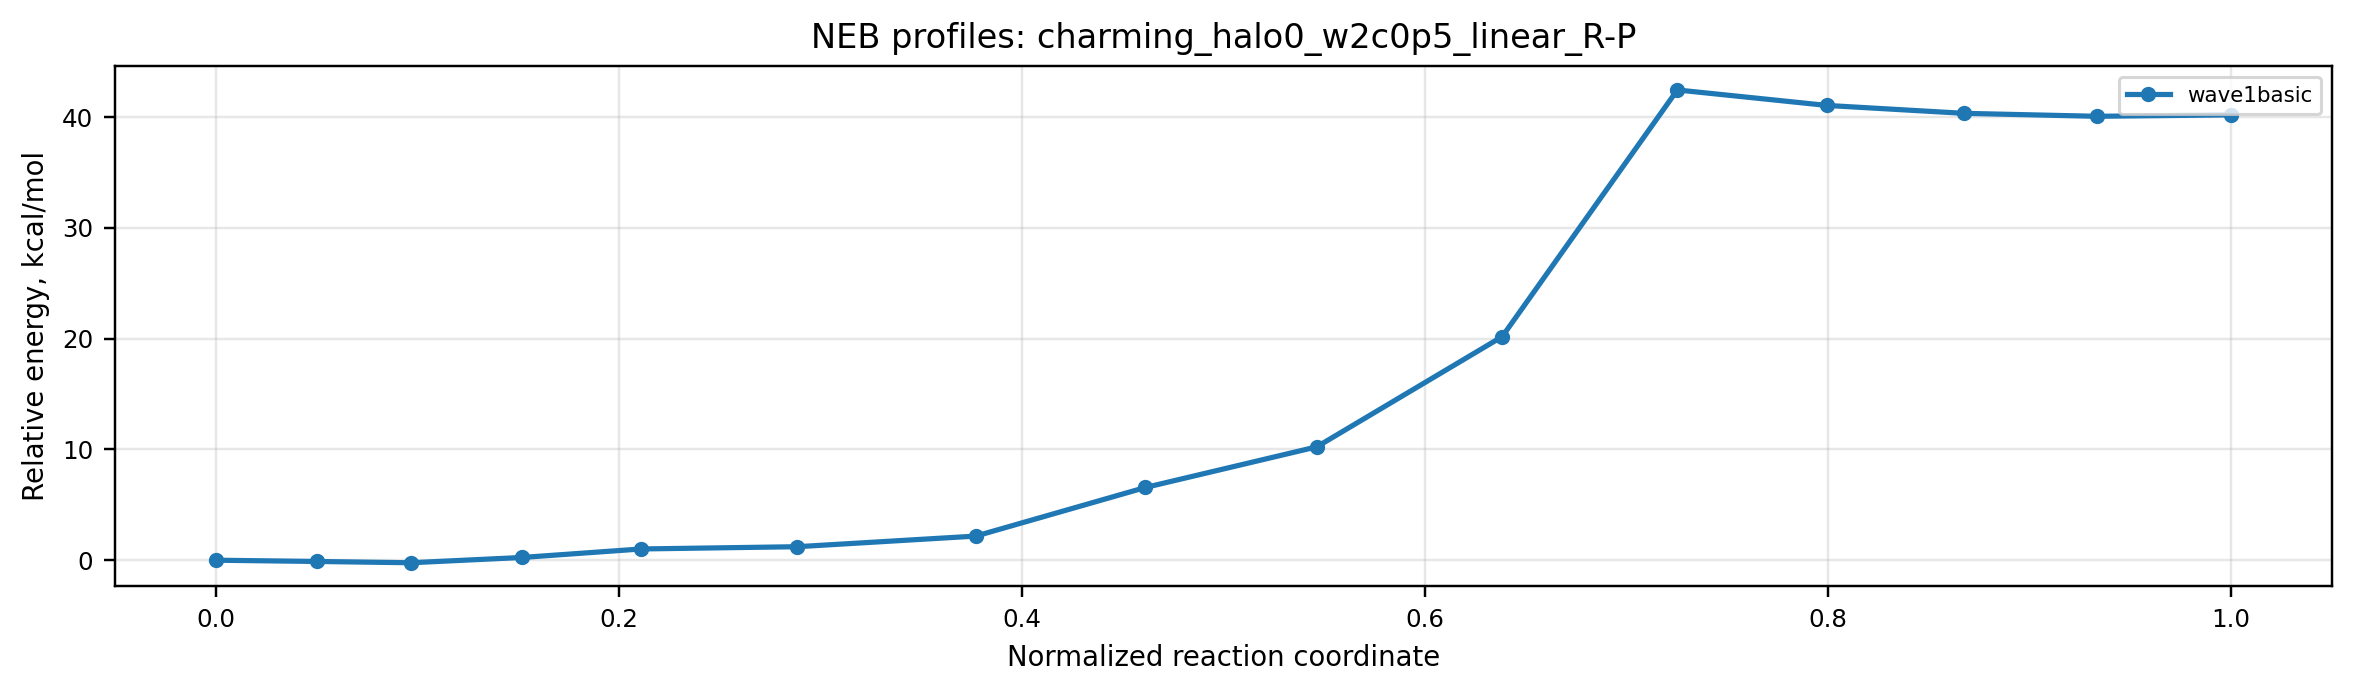 NEB profiles: charming_halo0_w2c0p5_linear_R-P
wave1basic
Relative energy, kcal/mol
40
30
20
10
0
0.0 0.2 0.4 0.6 0.8 1.0
Normalized reaction coordinate